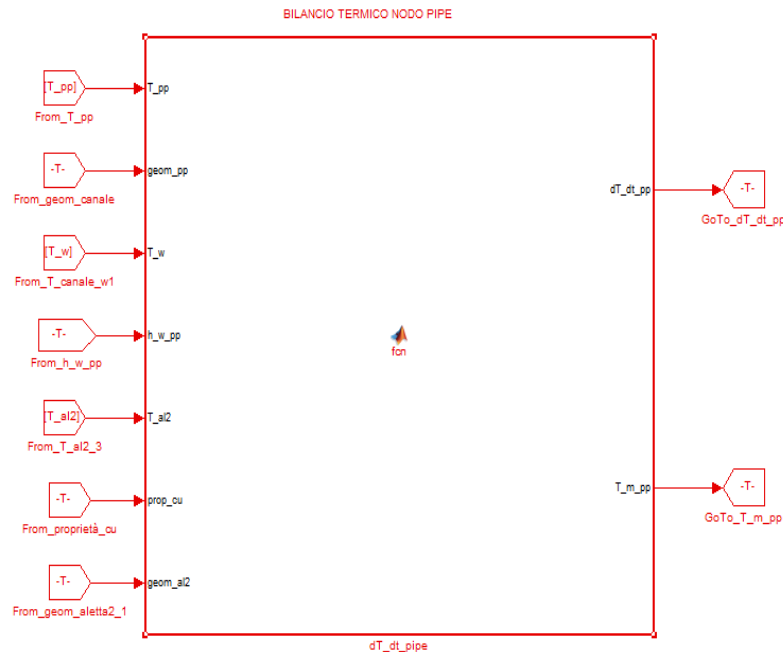 BILANCIO TERMICO NODO PIPE
[T_pp]
T_pp
From_T_pp
-T-
geom_pp
From_geom_canale
dT_dt_pp
-T-
GoTo_dT_dt_pp
[T_w]
T_w
From_T_canale_w1
-T-
h_w_pp
From_h_w_pp
fcn
[T_al2]
T_al2
From_T_al2_3
-T-
prop_cu
From_proprietà_cu
T_m_pp
-T-
GoTo_T_m_pp
-T-
geom_al2
From_geom_aletta2_1
dT_dt_pipe